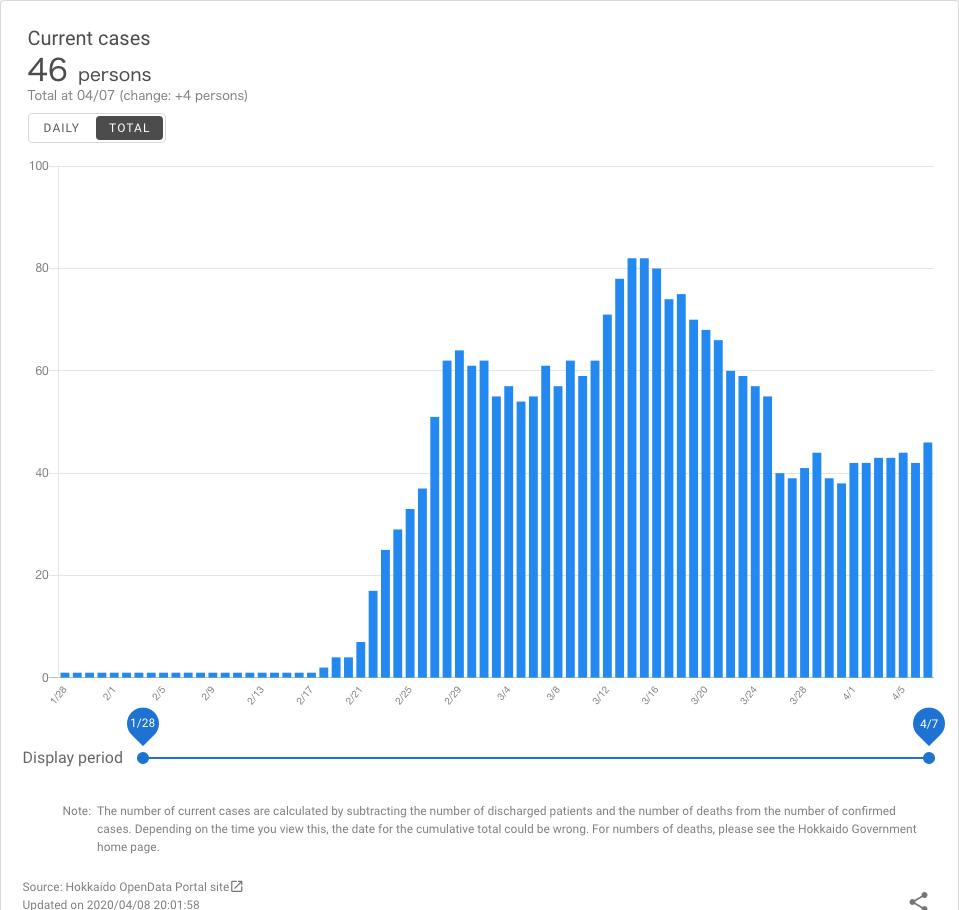 Current cases
46 persons
Total at 04/07 (change: +4 persons)
DAILY TOTAL
100
80
60
40
20
0
1/28 2/1 2/5 2/9 2/13 2/17 2/21 2/25 2/29 3/4 3/8 3/12 3/16 3/20 3/24 3/28 4/1 4/5
1/28 4/7
Display period
Note: The number of current cases are calculated by subtracting the number of discharged patients and the number of deaths from the number of confirmed
cases. Depending on the time you view this, the date for the cumulative total could be wrong. For numbers of deaths, please see the Hokkaido Government
home page.
Source: Hokkaido OpenData Portal site
Updated on 2020/04/08 20:01:58